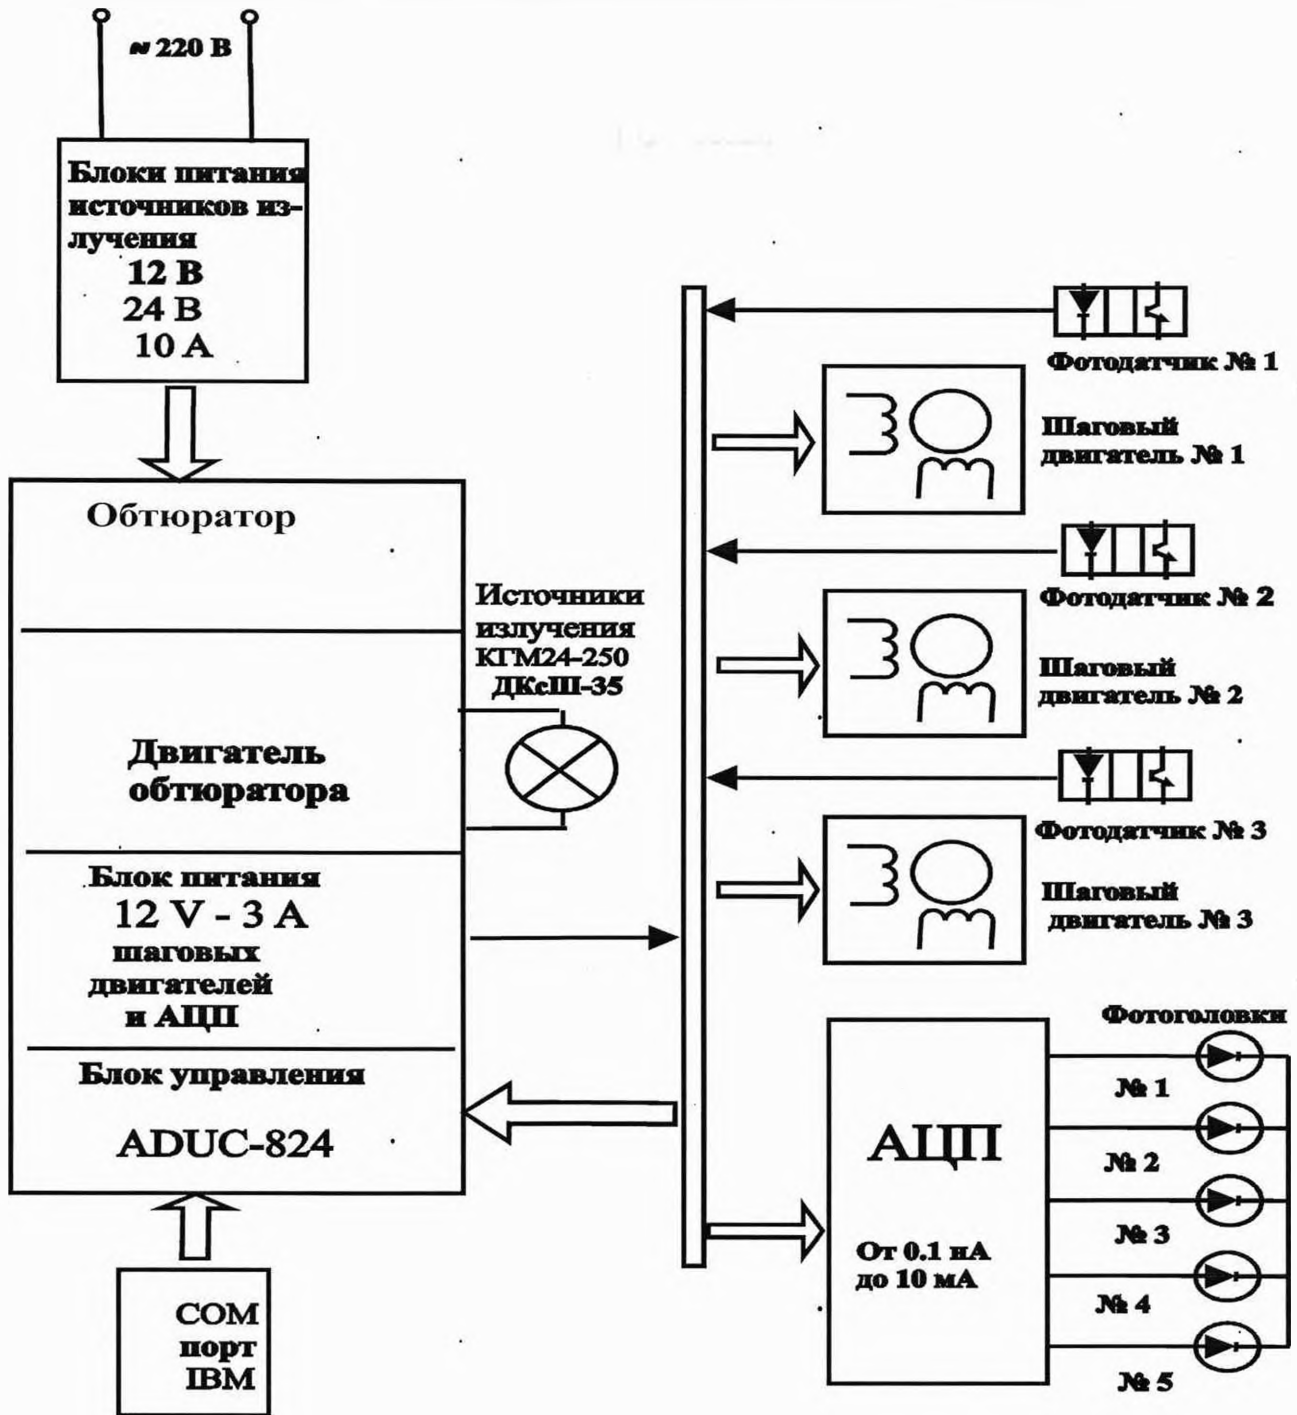 ≈ 220 В
Блоки питания
источников из-
лучения
12 В
24 В
10 А
Обтюратор
Двигатель
обтюратора
Блок питания
12 V - 3 А
шаговых
двигателей
и АЦП
Блок управления
ADUC-824
COM
порт
IBM
Источники
излучения
КГМ24-250
ДКсШ-35
Фотодатчик № 1
Шаговый
двигатель № 1
Фотодатчик № 2
Шаговый
двигатель № 2
Фотодатчик № 3
Шаговый
двигатель № 3
АЦП
От 0.1 нА
до 10 мА
Фотоголовки
№ 1
№ 2
№ 3
№ 4
№ 5